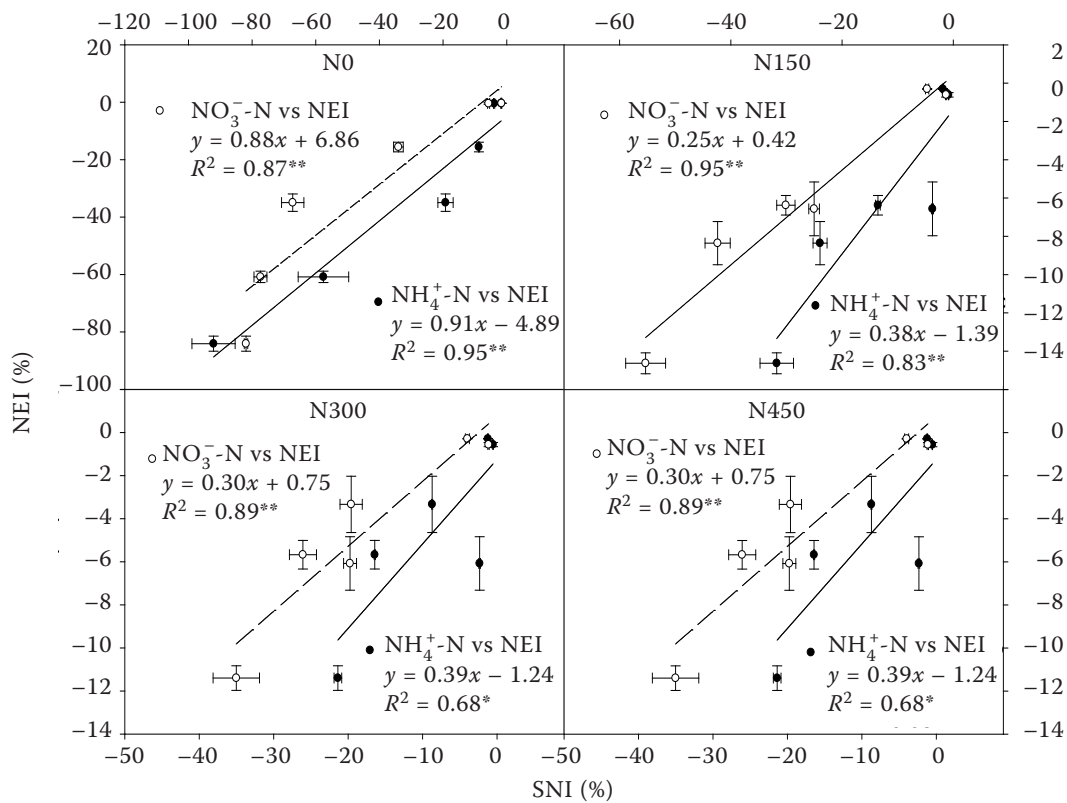 −120 −100 −80 −60 −40 −20 0
−60 −40 −20 0
20
0
−20
−40
−60
−80
−100
N0
○ NO₃⁻-N vs NEI
y = 0.88x + 6.86
R² = 0.87**
● NH₄⁺-N vs NEI
y = 0.91x − 4.89
R² = 0.95**
N150
○ NO₃⁻-N vs NEI
y = 0.25x + 0.42
R² = 0.95**
● NH₄⁺-N vs NEI
y = 0.38x − 1.39
R² = 0.83**
2
0
−2
−4
−6
−8
−10
−12
−14
NEI (%)
0
−2
−4
−6
−8
−10
−12
−14
N300
○ NO₃⁻-N vs NEI
y = 0.30x + 0.75
R² = 0.89**
● NH₄⁺-N vs NEI
y = 0.39x − 1.24
R² = 0.68*
N450
○ NO₃⁻-N vs NEI
y = 0.30x + 0.75
R² = 0.89**
● NH₄⁺-N vs NEI
y = 0.39x − 1.24
R² = 0.68*
0
−2
−4
−6
−8
−10
−12
−14
−50 −40 −30 −20 −10 0
−40 −30 −20 −10 0
SNI (%)